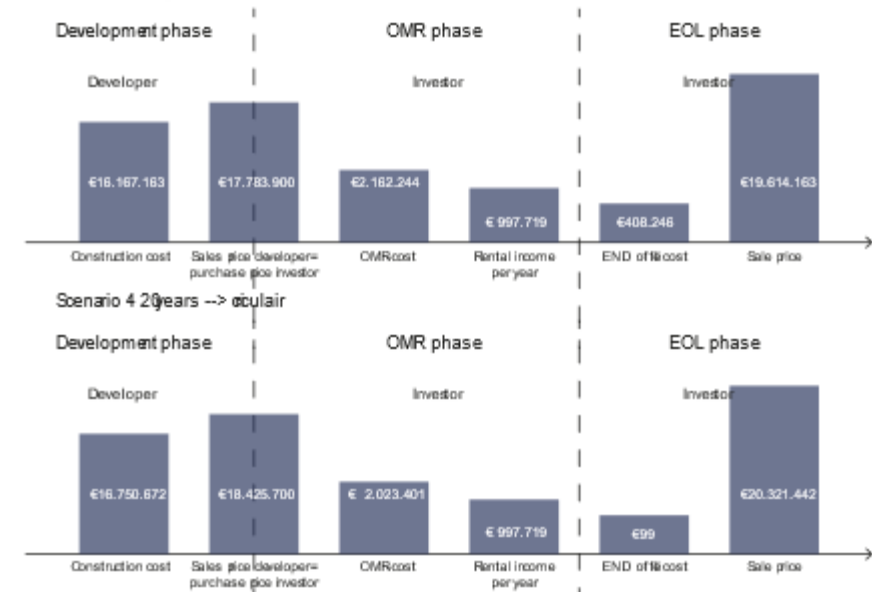 Development phase OMR phase EOL phase
Developer Investor Investor
€16.167.163 €17.783.900 €2.162.244 € 997.719 €408.246 €19.614.163
Construction cost Sales price developer= OMR cost Rental income END of life cost Sale price
purchase price investor per year
Scenario 4 20 years --> circulair
Development phase OMR phase EOL phase
Developer Investor Investor
€16.750.672 €18.425.700 € 2.023.401 € 997.719 €99 €20.321.442
Construction cost Sales price developer= OMR cost Rental income END of life cost Sale price
purchase price investor per year